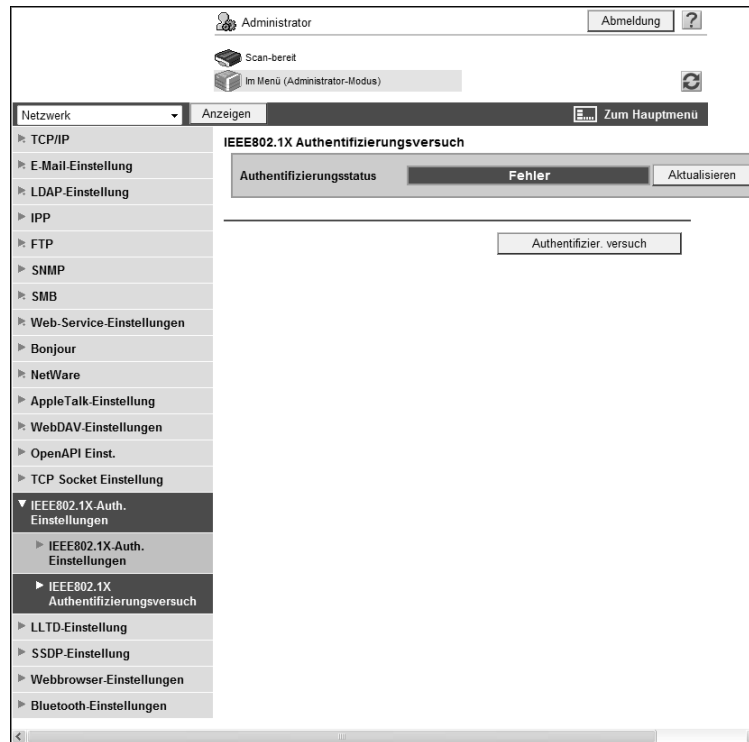 Administrator
Abmeldung
?
Scan-bereit
Im Menü (Administrator-Modus)
Netzwerk
Anzeigen
Zum Hauptmenü
TCP/IP
E-Mail-Einstellung
LDAP-Einstellung
IPP
FTP
SNMP
SMB
Web-Service-Einstellungen
Bonjour
NetWare
AppleTalk-Einstellung
WebDAV-Einstellungen
OpenAPI Einst.
TCP Socket Einstellung
IEEE802.1X-Auth.
Einstellungen
IEEE802.1X-Auth.
Einstellungen
IEEE802.1X
Authentifizierungsversuch
LLTD-Einstellung
SSDP-Einstellung
Webbrowser-Einstellungen
Bluetooth-Einstellungen
IEEE802.1X Authentifizierungsversuch
Authentifizierungsstatus
Fehler
Aktualisieren
Authentifizier. versuch